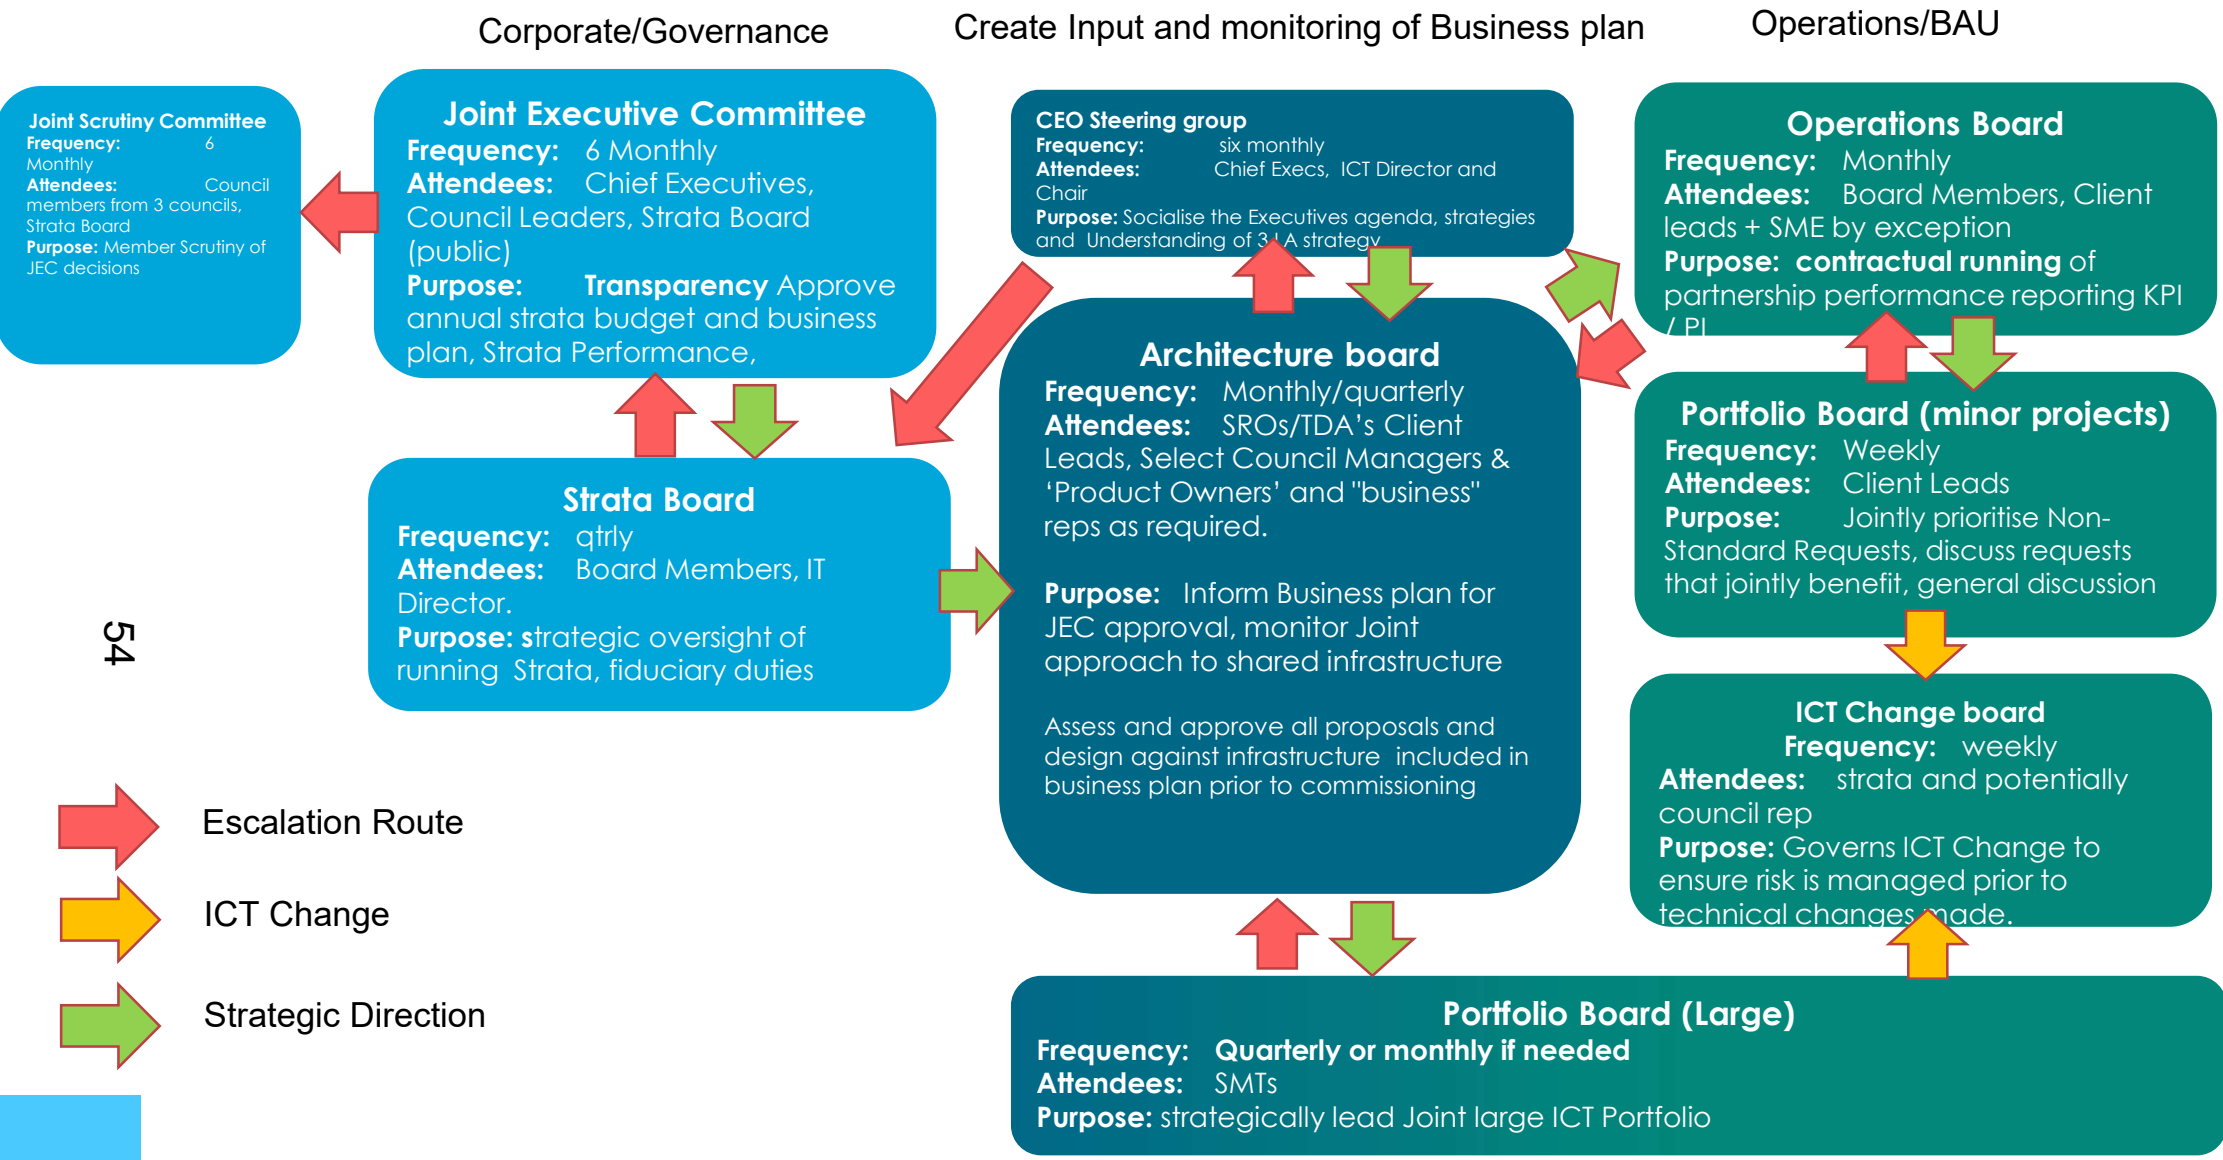 Corporate/Governance
Create Input and monitoring of Business plan
Operations/BAU
Joint Scrutiny Committee
Frequency: 6
Monthly
Attendees: Council
members from 3 councils,
Strata Board
Purpose: Member Scrutiny of
JEC decisions
Joint Executive Committee
Frequency: 6 Monthly
Attendees: Chief Executives,
Council Leaders, Strata Board
(public)
Purpose: Transparency Approve
annual strata budget and business
plan, Strata Performance,
Strata Board
Frequency: qtrly
Attendees: Board Members, IT
Director.
Purpose: strategic oversight of
running Strata, fiduciary duties
CEO Steering group
Frequency: six monthly
Attendees: Chief Execs, ICT Director and
Chair
Purpose: Socialise the Executives agenda, strategies
and Understanding of 3 LA strategy
Architecture board
Frequency: Monthly/quarterly
Attendees: SROs/TDA’s Client
Leads, Select Council Managers &
‘Product Owners’ and "business"
reps as required.
Purpose: Inform Business plan for
JEC approval, monitor Joint
approach to shared infrastructure
Assess and approve all proposals and
design against infrastructure included in
business plan prior to commissioning
Operations Board
Frequency: Monthly
Attendees: Board Members, Client
leads + SME by exception
Purpose: contractual running of
partnership performance reporting KPI
/ PI
Portfolio Board (minor projects)
Frequency: Weekly
Attendees: Client Leads
Purpose: Jointly prioritise Non-
Standard Requests, discuss requests
that jointly benefit, general discussion
ICT Change board
Frequency: weekly
Attendees: strata and potentially
council rep
Purpose: Governs ICT Change to
ensure risk is managed prior to
technical changes made.
Portfolio Board (Large)
Frequency: Quarterly or monthly if needed
Attendees: SMTs
Purpose: strategically lead Joint large ICT Portfolio
54
Escalation Route
ICT Change
Strategic Direction